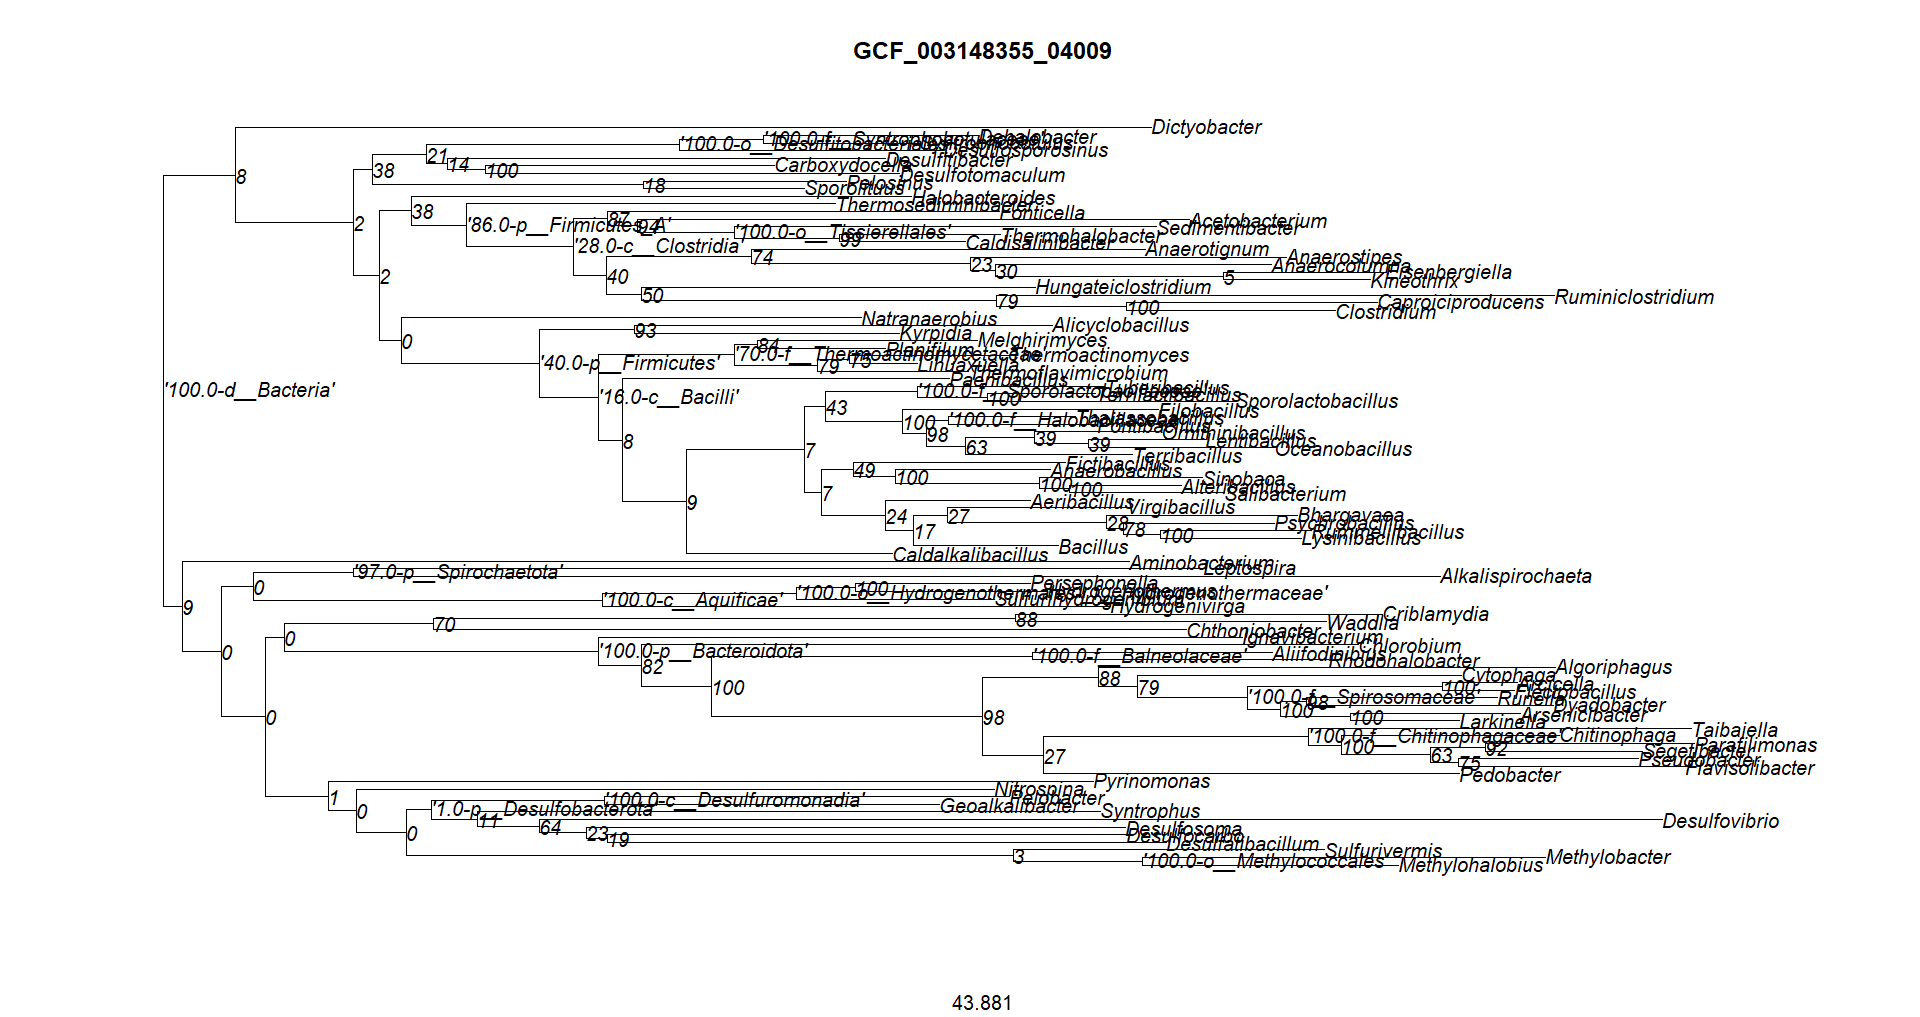 GCF_003148355_04009
Dictyobacter
Dehalobacter
'100.0-o__Desulfitobacteriales
Desulfosporosinus
21
Desulfitibacter
14
Carboxydocella
38
100
Desulfotomaculum
8
18
Pelosinus
Sporolituus
Halobacteroides
Thermosediminibacter
38
Fonticella
87
Acetobacterium
2
'86.0-p__Firmicutes_A'
94
Sedimentibacter
'100.0-o__Tissierellales'
Thermohalobacter
99
Caldisalinibacter
'28.0-c__Clostridia'
Anaerotignum
74
Anaerostipes
23
Anaerocolumna
30
Eisenbergiella
2
40
5
Kineothrix
Hungateiclostridium
50
Ruminiclostridium
79
Caproiciproducens
100
Clostridium
Natranaerobius
Alicyclobacillus
93
Kyrpidia
0
Melghirimyces
84
Planifilum
'70.0-f__Thermoactinomycetaceae
Thermoactinomyces
'40.0-p__Firmicutes'
75
79
Linuaxuella
Thermoflavimicrobium
Paenibacillus
'100.0-d__Bacteria'
Tuberibacillus
'16.0-c__Bacilli'
'100.0-f__Sporolactobacillaceae'
100
Sporolactobacillus
43
Filobacillus
Thalassobacillus
100
'100.0-f__Halobacillaceae
Pontibacillus
98
Ornithinibacillus
39
Lentibacillus
8
63
39
Oceanobacillus
7
Terribacillus
Fictibacillus
49
Anaerobacillus
100
Sinobaca
100
100
Alteribacillus
7
Salibacterium
9
Aeribacillus
Virgibacillus
24
27
Bhargavaea
28
Psychrobacillus
17
78
Rummeliibacillus
100
Lysinibacillus
Bacillus
Caldalkalibacillus
Aminobacterium
Leptospira
'97.0-p__Spirochaetota'
Alkalispirochaeta
0
Persephonella
100
'100.0-o__Hydrogenothermales
'100.0-c__Aquificae'
Sulfurihydrogenibium
9
Hydrogenivirga
Criblamydia
88
70
Waddlia
Chthoniobacter
0
Ignavibacterium
Chlorobium
0
'100.0-p__Bacteroidota'
'100.0-f__Balneolaceae'
Aliifodinibius
82
Rhodohalobacter
Algoriphagus
100
88
Cytophaga
79
100
Arcicella
Flectobacillus
'100.0-f__Spirosomaceae'
Runella
98
Dyadobacter
0
98
100
100
Arsenicibacter
Larkinella
Taibaiella
'100.0-f__Chitinophagaceae'
Chitinophaga
100
92
Parafilimonas
27
63
Segetibacter
75
Pseudobacter
Flavisolibacter
Pedobacter
Pyrinomonas
Nitrospina
1
'100.0-c__Desulfuromonadia'
Pelobacter
0
'1.0-p__Desulfobacterota'
Geoalkalibacter
Syntrophus
11
Desulfovibrio
64
0
23
Desulfosoma
19
Desulfocarbo
Desulfatibacillum
3
Sulfurivermis
'100.0-o__Methylococcales
Methylobacter
Methylohalobius
43.881